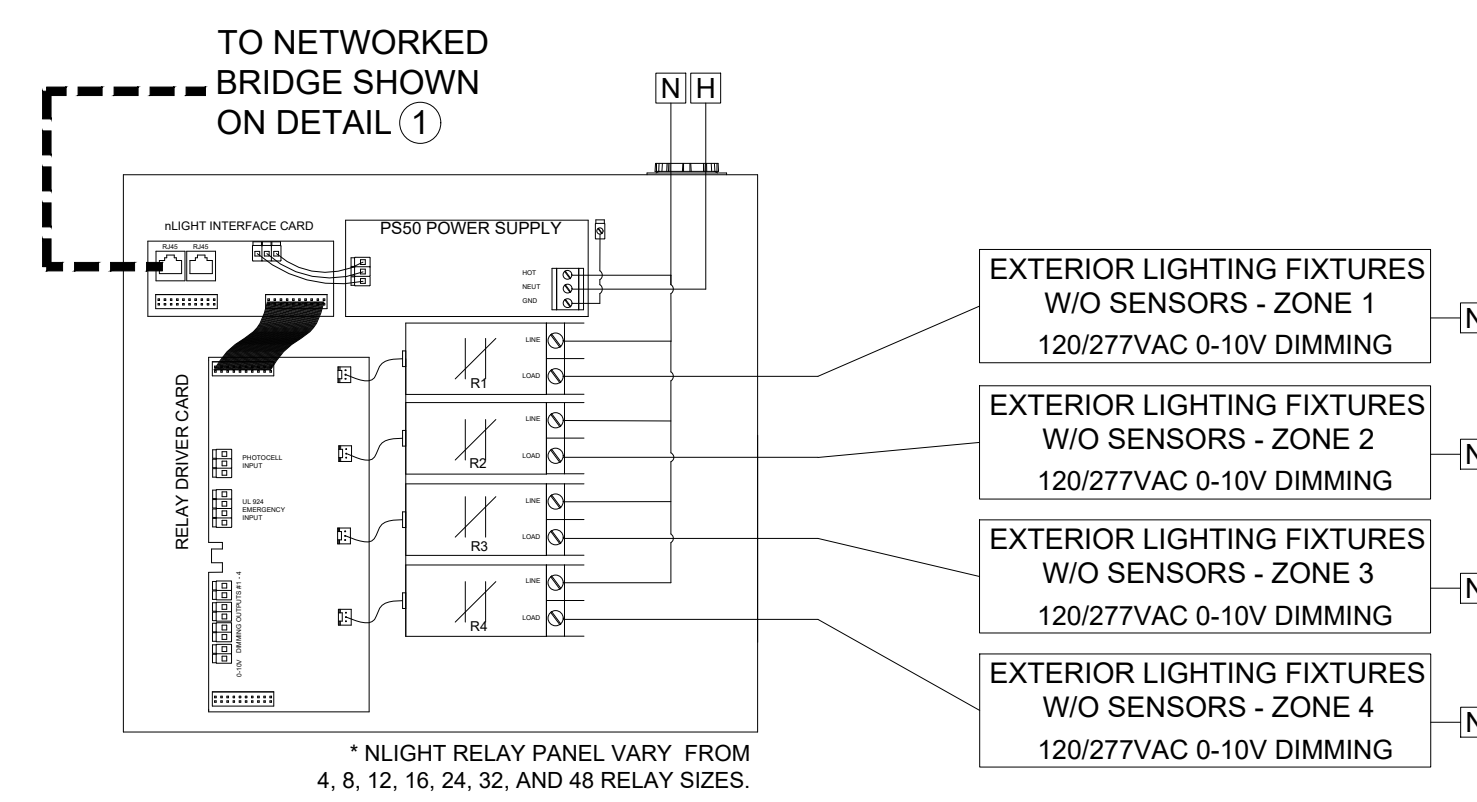 TO NETWORKED
BRIDGE SHOWN
ON DETAIL 1
N H
nLIGHT INTERFACE CARD
RJ45 RJ45
PS50 POWER SUPPLY
HOT
NEUT
GND
RELAY DRIVER CARD
PHOTOCELL
INPUT
UL 924
EMERGENCY
INPUT
0-10V DIMMING OUTPUTS #1 - 4
LINE
LOAD
R1
LINE
LOAD
R2
LINE
LOAD
R3
LINE
LOAD
R4
EXTERIOR LIGHTING FIXTURES
W/O SENSORS - ZONE 1
120/277VAC 0-10V DIMMING
N
EXTERIOR LIGHTING FIXTURES
W/O SENSORS - ZONE 2
120/277VAC 0-10V DIMMING
N
EXTERIOR LIGHTING FIXTURES
W/O SENSORS - ZONE 3
120/277VAC 0-10V DIMMING
N
EXTERIOR LIGHTING FIXTURES
W/O SENSORS - ZONE 4
120/277VAC 0-10V DIMMING
N
* NLIGHT RELAY PANEL VARY FROM
4, 8, 12, 16, 24, 32, AND 48 RELAY SIZES.